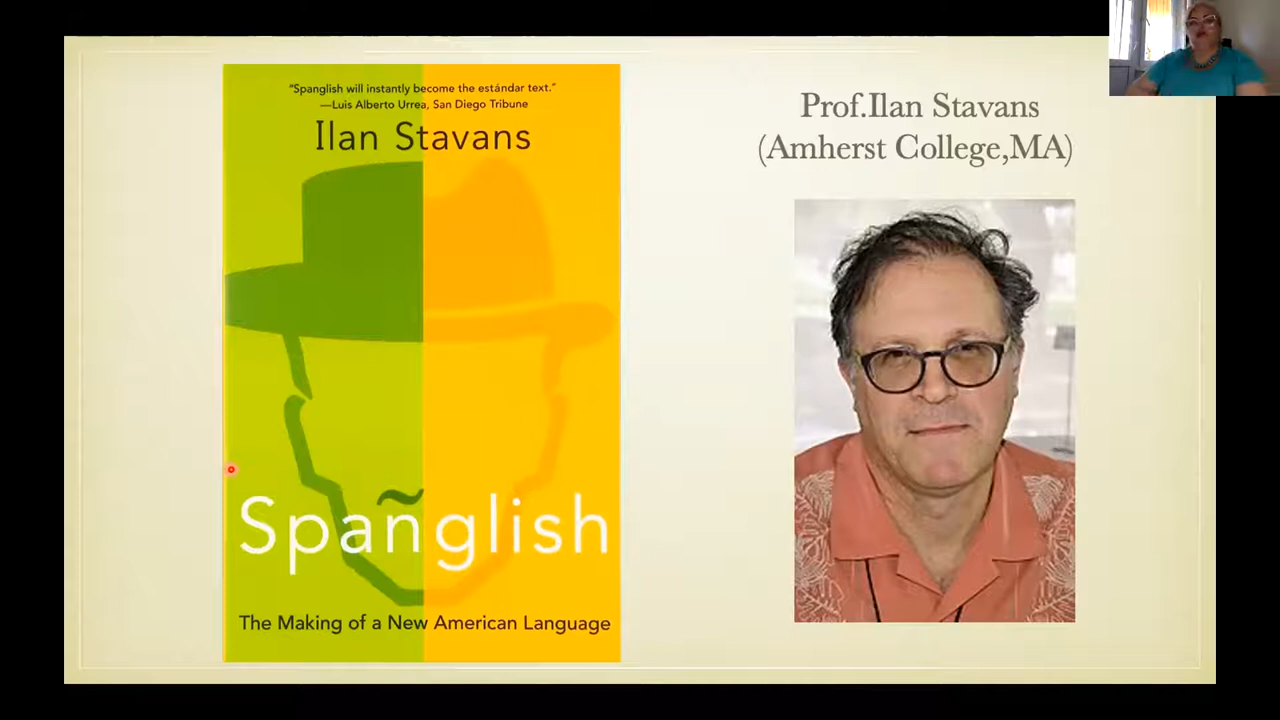 "Spanglish will instantly become the estándar text."
—Luis Alberto Urrea, San Diego Tribune
Ilan Stavans
Spañglish
The Making of a New American Language
Prof.Ilan Stavans
(Amherst College,MA)